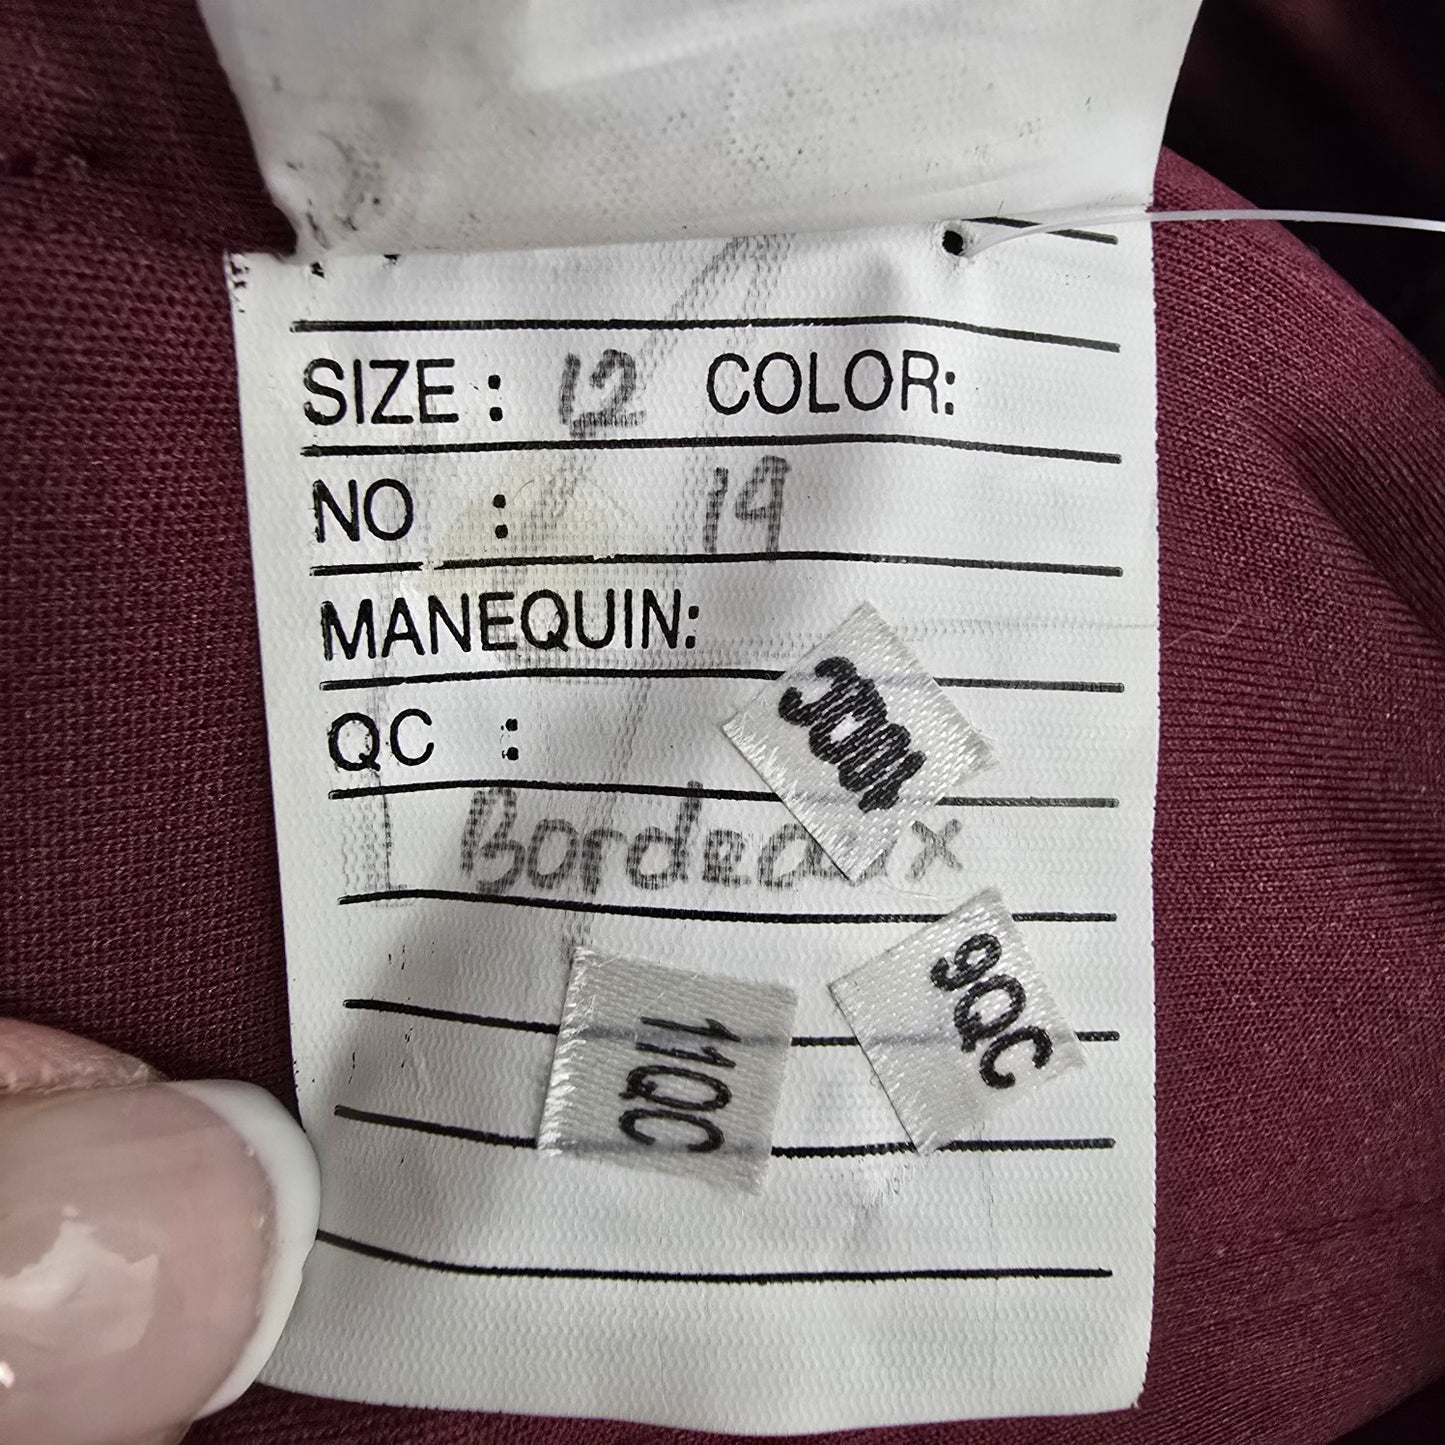 SIZE : 12 COLOR:
NO : 19
MANEQUIN:
QC :
Bordeaux
9QC
11QC